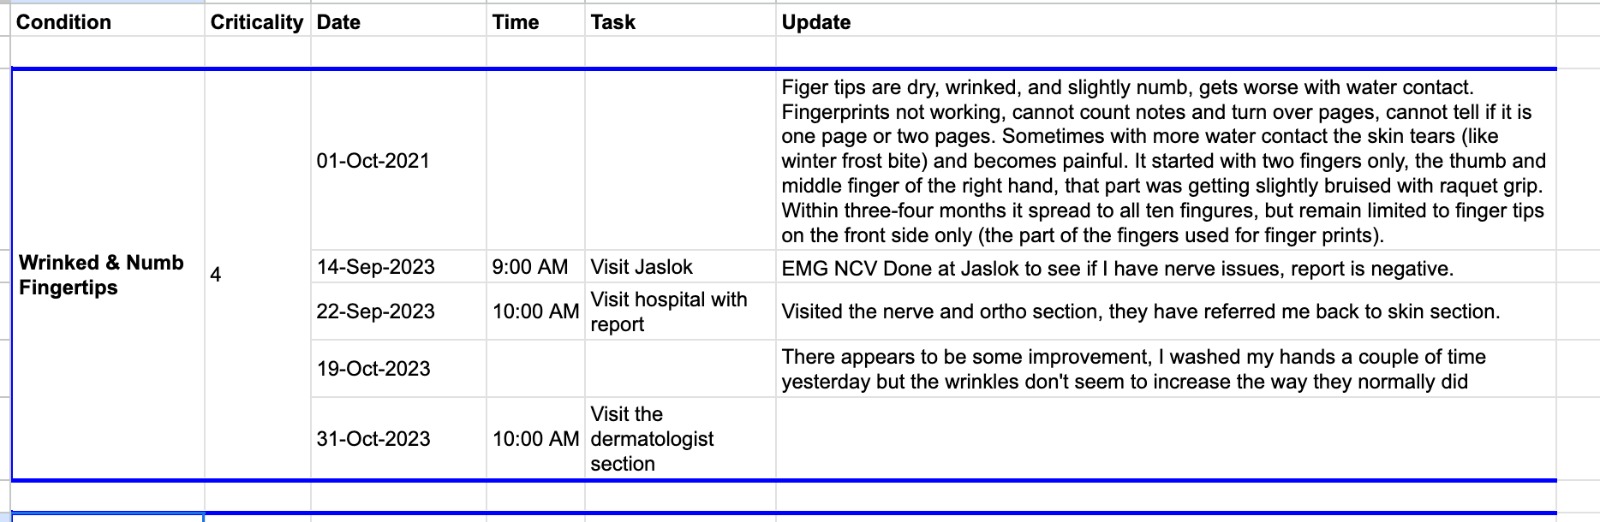 Condition Criticality Date Time Task Update
Figer tips are dry, wrinked, and slightly numb, gets worse with water contact.
Fingerprints not working, cannot count notes and turn over pages, cannot tell if it is
one page or two pages. Sometimes with more water contact the skin tears (like
01-Oct-2021
winter frost bite) and becomes painful. It started with two fingers only, the thumb and
middle finger of the right hand, that part was getting slightly bruised with raquet grip.
Within three-four months it spread to all ten fingures, but remain limited to finger tips
on the front side only (the part of the fingers used for finger prints).
Wrinked & Numb
Fingertips
4
14-Sep-2023 9:00 AM Visit Jaslok EMG NCV Done at Jaslok to see if I have nerve issues, report is negative.
22-Sep-2023 10:00 AM Visit hospital with
report
Visited the nerve and ortho section, they have referred me back to skin section.
19-Oct-2023
There appears to be some improvement, I washed my hands a couple of time
yesterday but the wrinkles don't seem to increase the way they normally did
31-Oct-2023 10:00 AM Visit the
dermatologist
section